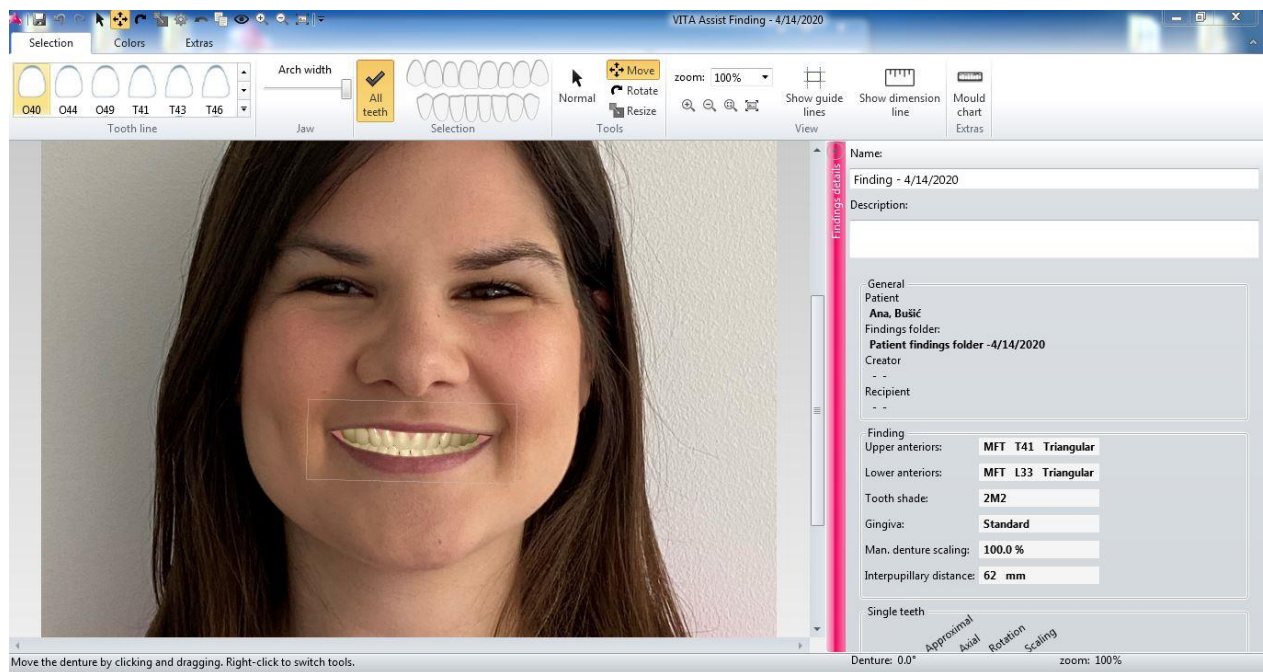 VITA Assist Finding - 4/14/2020
Selection Colors Extras
O40 O44 O49 T41 T43 T46
Tooth line
Arch width
Jaw
All teeth
Selection
Normal
Move
Rotate
Resize
Tools
zoom: 100%
Show guide lines
Show dimension line
View
Mould chart
Extras
Findings details
Name:
Finding - 4/14/2020
Description:
General
Patient
Ana, Bušić
Findings folder:
Patient findings folder -4/14/2020
Creator
- -
Recipient
- -
Finding
Upper anteriors: MFT T41 Triangular
Lower anteriors: MFT L33 Triangular
Tooth shade: 2M2
Gingiva: Standard
Man. denture scaling: 100.0 %
Interpupillary distance: 62 mm
Single teeth
Approximal Axial Rotation Scaling
Move the denture by clicking and dragging. Right-click to switch tools.
Denture: 0.0° zoom: 100%